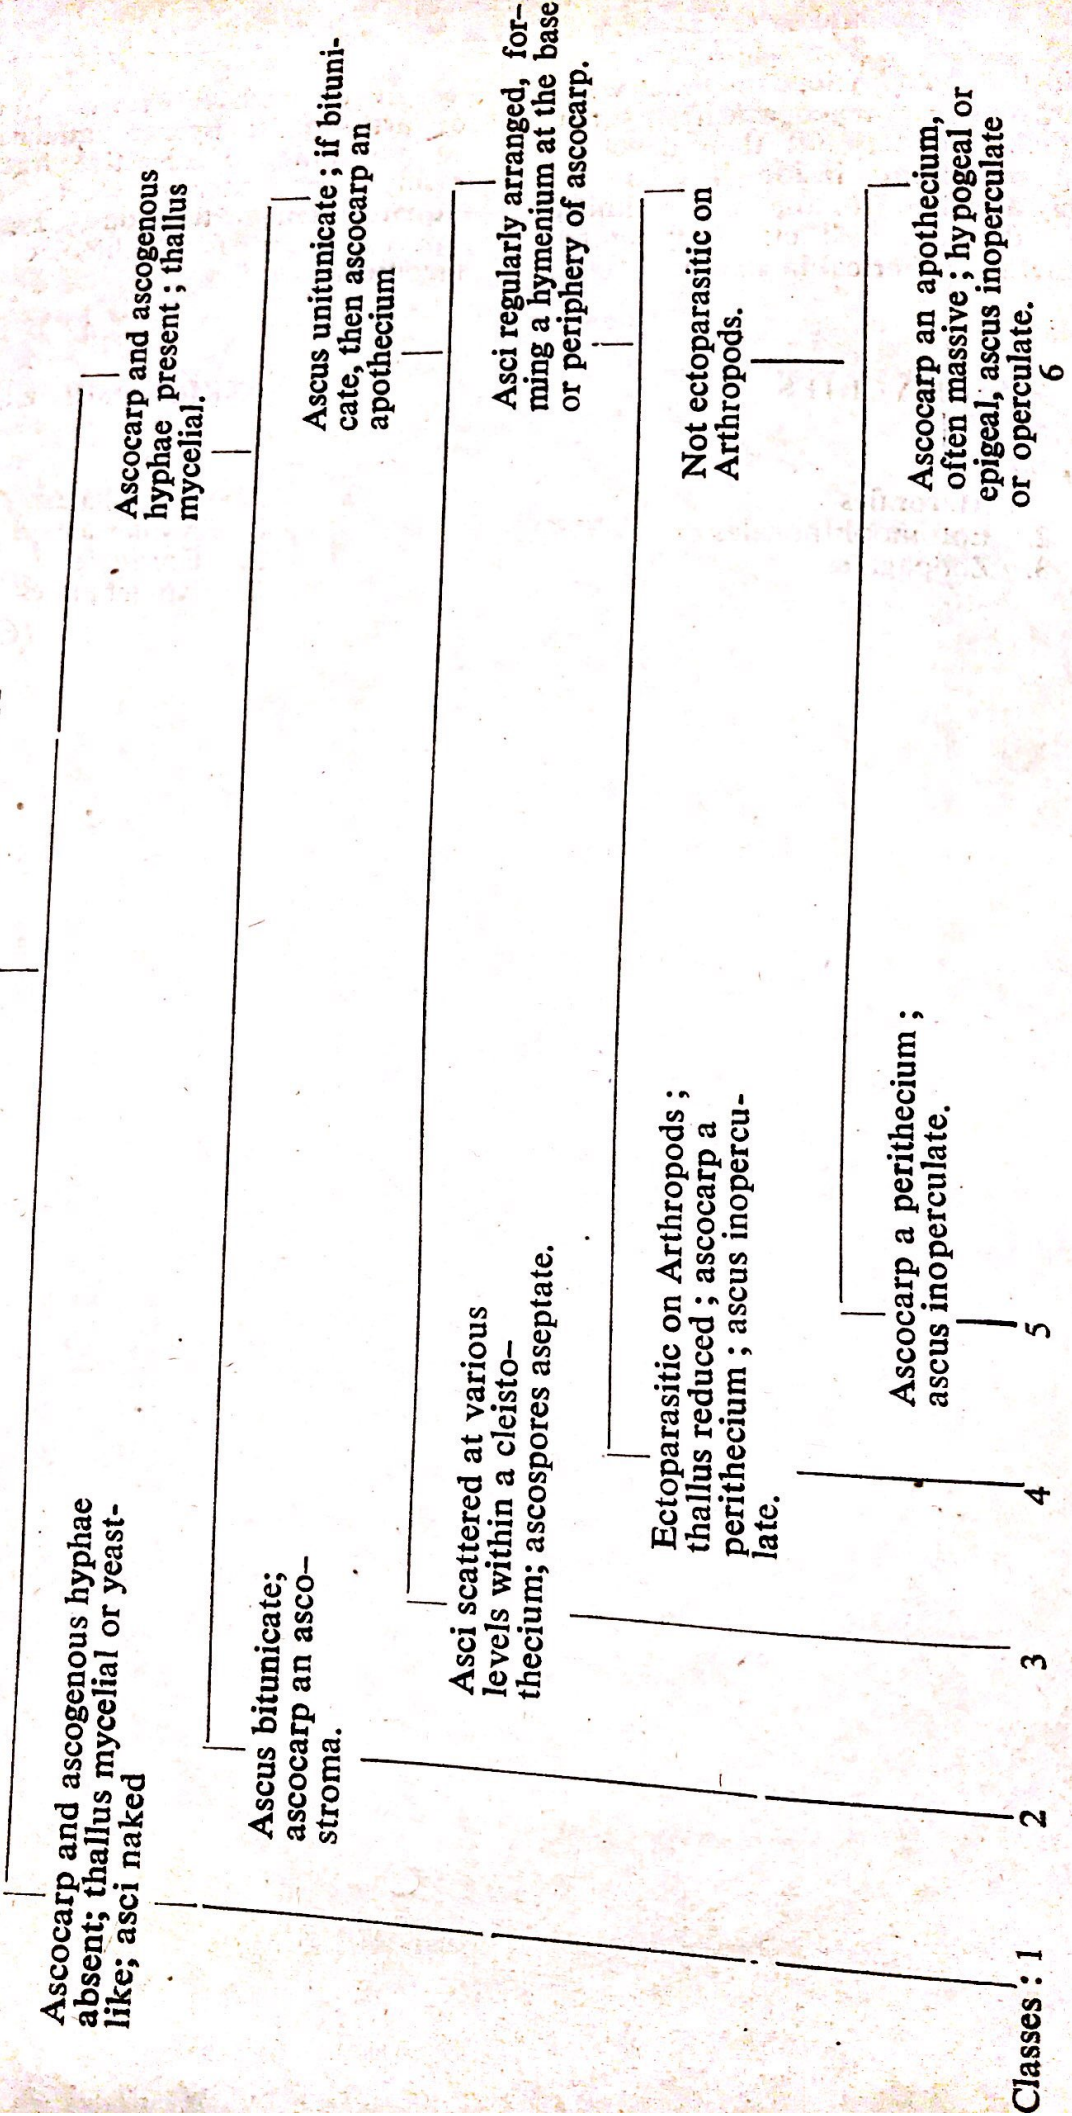 Ascocarp and ascogenous hyphae
absent; thallus mycelial or yeast-
like; asci naked
Ascocarp and ascogenous
hyphae present ; thallus
mycelial.
Ascus bitunicate;
ascocarp an asco-
stroma.
Ascus unitunicate ; if bituni-
cate, then ascocarp an
apothecium
Asci scattered at various
levels within a cleisto-
thecium; ascospores aseptate.
Asci regularly arranged, for-
ming a hymenium at the base
or periphery of ascocarp.
Ectoparasitic on Arthropods ;
thallus reduced ; ascocarp a
perithecium ; ascus inopercu-
late.
Not ectoparasitic on
Arthropods.
Ascocarp a perithecium ;
ascus inoperculate.
Ascocarp an apothecium,
often massive ; hypogeal or
epigeal, ascus inoperculate
or operculate.
Classes : 1 2 3 4 5 6